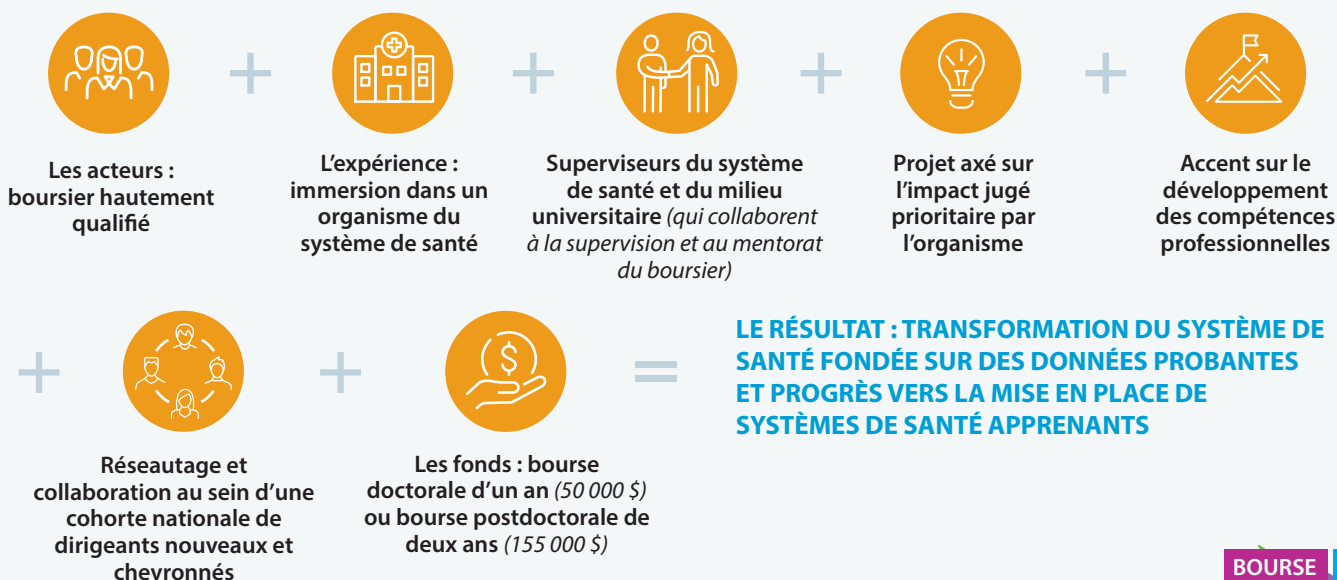 Les acteurs :
boursier hautement
qualifié
L'expérience :
immersion dans un
organisme du
système de santé
Superviseurs du système
de santé et du milieu
universitaire (qui collaborent
à la supervision et au mentorat
du boursier)
Projet axé sur
l'impact jugé
prioritaire par
l'organisme
Accent sur le
développement
des compétences
professionnelles
Réseautage et
collaboration au sein d'une
cohorte nationale de
dirigeants nouveaux et
chevronnés
$
Les fonds : bourse
doctorale d'un an (50 000 $)
ou bourse postdoctorale de
deux ans (155 000 $)
LE RÉSULTAT : TRANSFORMATION DU SYSTÈME DE
SANTÉ FONDÉE SUR DES DONNÉES PROBANTES
ET PROGRÈS VERS LA MISE EN PLACE DE
SYSTÈMES DE SANTÉ APPRENANTS
BOURSE